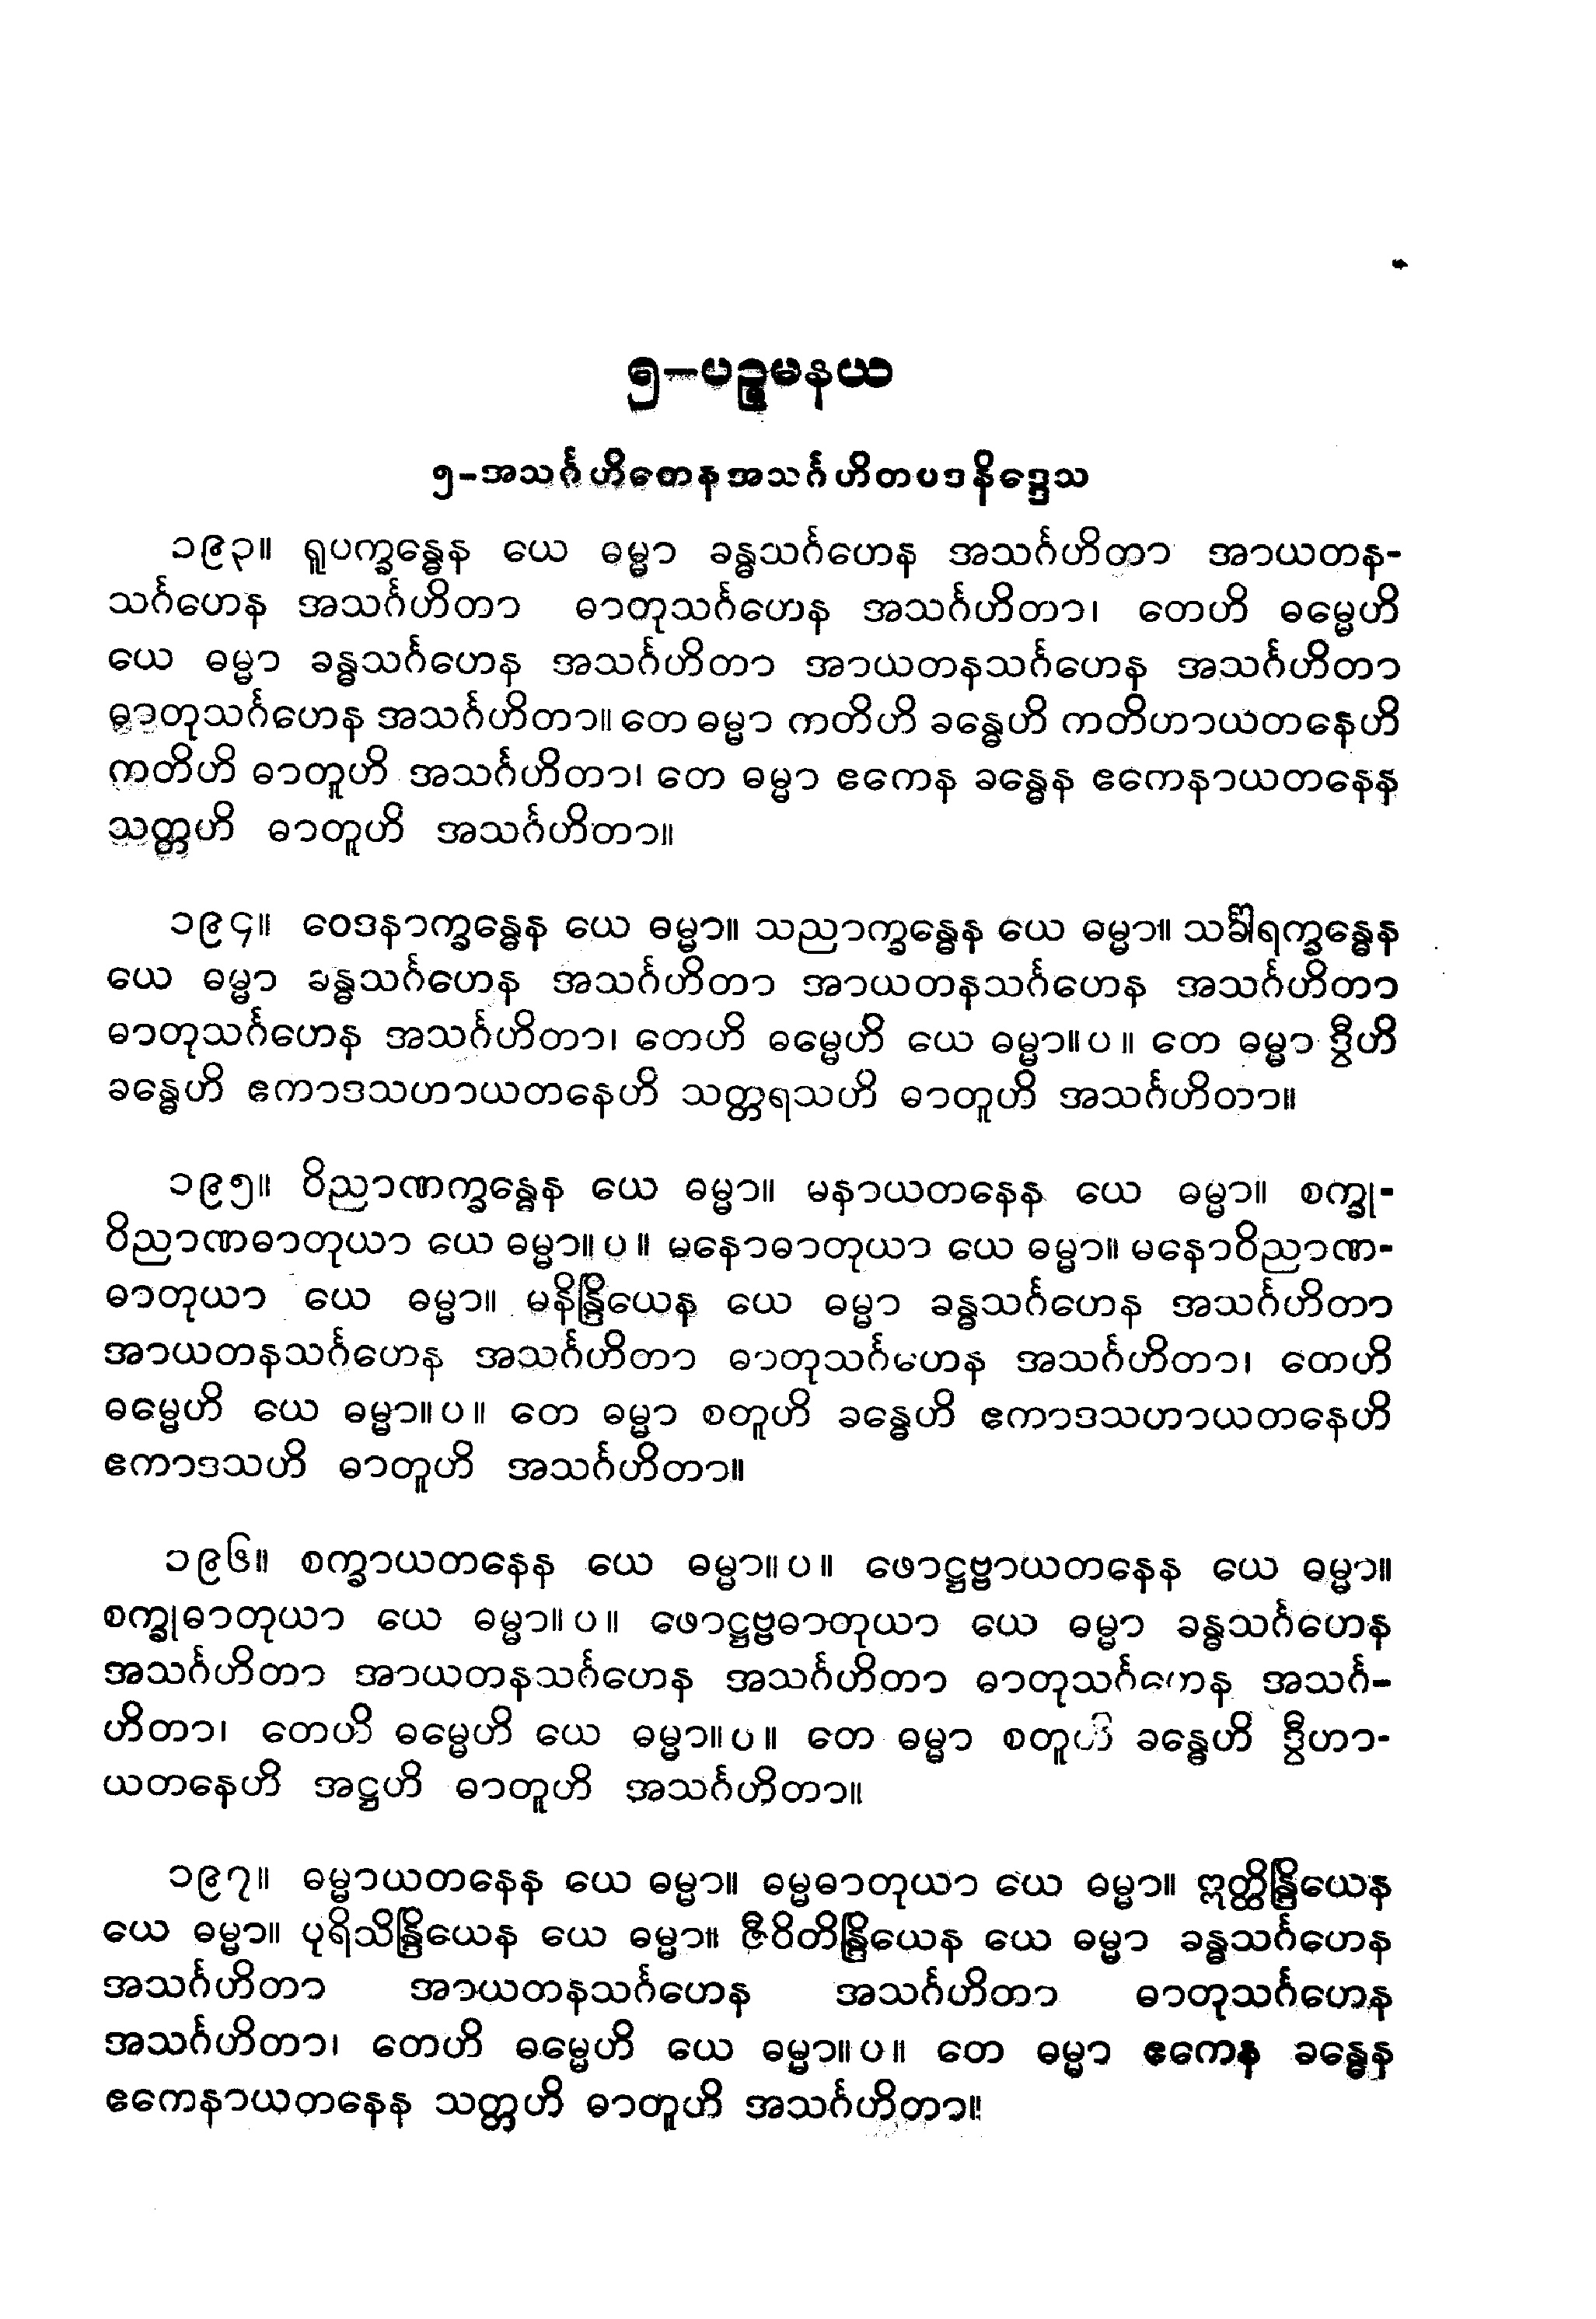 ၅–ပဉ္စမနယ
၅-အသင်္ဂဟိတေနအသင်္ဂဟိတပဒနိဒ္ဒေသ
၁၉၃။ ရူပက္ခန္ဓေန ယေ ဓမ္မာ ခန္ဓသင်္ဂဟေန အသင်္ဂဟိတာ အာယတန-
သင်္ဂဟေန အသင်္ဂဟိတာ ဓာတုသင်္ဂဟေန အသင်္ဂဟိတာ၊ တေဟိ ဓမ္မေဟိ
ယေ ဓမ္မာ ခန္ဓသင်္ဂဟေန အသင်္ဂဟိတာ အာယတနသင်္ဂဟေန အသင်္ဂဟိတာ
ဓာတုသင်္ဂဟေန အသင်္ဂဟိတာ။ တေ ဓမ္မာ ကတိဟိ ခန္ဓေဟိ ကတိဟာယတနေဟိ
ကတိဟိ ဓာတူဟိ အသင်္ဂဟိတာ၊ တေ ဓမ္မာ ဧကေန ခန္ဓေန ဧကေနာယတနေန
သတ္တဟိ ဓာတူဟိ အသင်္ဂဟိတာ။
၁၉၄။ ဝေဒနာက္ခန္ဓေန ယေ ဓမ္မာ။ သညာက္ခန္ဓေန ယေ ဓမ္မာ။ သင်္ခါရက္ခန္ဓေန
ယေ ဓမ္မာ ခန္ဓသင်္ဂဟေန အသင်္ဂဟိတာ အာယတနသင်္ဂဟေန အသင်္ဂဟိတာ
ဓာတုသင်္ဂဟေန အသင်္ဂဟိတာ၊ တေဟိ ဓမ္မေဟိ ယေ ဓမ္မာ။ပ။ တေ ဓမ္မာ ဒွီဟိ
ခန္ဓေဟိ ဧကာဒသဟာယတနေဟိ သတ္တရသဟိ ဓာတူဟိ အသင်္ဂဟိတာ။
၁၉၅။ ဝိညာဏက္ခန္ဓေန ယေ ဓမ္မာ။ မနာယတနေန ယေ ဓမ္မာ။ စက္ခု-
ဝိညာဏဓာတုယာ ယေ ဓမ္မာ။ပ။ မနောဓာတုယာ ယေ ဓမ္မာ။ မနောဝိညာဏ-
ဓာတုယာ ယေ ဓမ္မာ။ မနိန္ဒြိယေန ယေ ဓမ္မာ ခန္ဓသင်္ဂဟေန အသင်္ဂဟိတာ
အာယတနသင်္ဂဟေန အသင်္ဂဟိတာ ဓာတုသင်္ဂဟေန အသင်္ဂဟိတာ၊ တေဟိ
ဓမ္မေဟိ ယေ ဓမ္မာ။ပ။ တေ ဓမ္မာ စတူဟိ ခန္ဓေဟိ ဧကာဒသဟာယတနေဟိ
ဧကာဒသဟိ ဓာတူဟိ အသင်္ဂဟိတာ။
၁၉၆။ စက္ခာယတနေန ယေ ဓမ္မာ။ပ။ ဖောဋ္ဌဗ္ဗာယတနေန ယေ ဓမ္မာ။
စက္ခုဓာတုယာ ယေ ဓမ္မာ။ပ။ ဖောဋ္ဌဗ္ဗဓာတုယာ ယေ ဓမ္မာ ခန္ဓသင်္ဂဟေန
အသင်္ဂဟိတာ အာယတနသင်္ဂဟေန အသင်္ဂဟိတာ ဓာတုသင်္ဂဟေန အသင်္ဂ-
ဟိတာ၊ တေဟိ ဓမ္မေဟိ ယေ ဓမ္မာ။ပ။ တေ ဓမ္မာ စတူဟိ ခန္ဓေဟိ ဒွီဟာ-
ယတနေဟိ အဋ္ဌဟိ ဓာတူဟိ အသင်္ဂဟိတာ။
၁၉၇။ ဓမ္မာယတနေန ယေ ဓမ္မာ။ ဓမ္မဓာတုယာ ယေ ဓမ္မာ။ ဣတ္ထိန္ဒြိယေန
ယေ ဓမ္မာ။ ပုရိသိန္ဒြိယေန ယေ ဓမ္မာ။ ဇီဝိတိန္ဒြိယေန ယေ ဓမ္မာ ခန္ဓသင်္ဂဟေန
အသင်္ဂဟိတာ အာယတနသင်္ဂဟေန အသင်္ဂဟိတာ ဓာတုသင်္ဂဟေန
အသင်္ဂဟိတာ၊ တေဟိ ဓမ္မေဟိ ယေ ဓမ္မာ။ပ။ တေ ဓမ္မာ ဧကေန ခန္ဓေန
ဧကေနာယတနေန သတ္တဟိ ဓာတူဟိ အသင်္ဂဟိတာ။